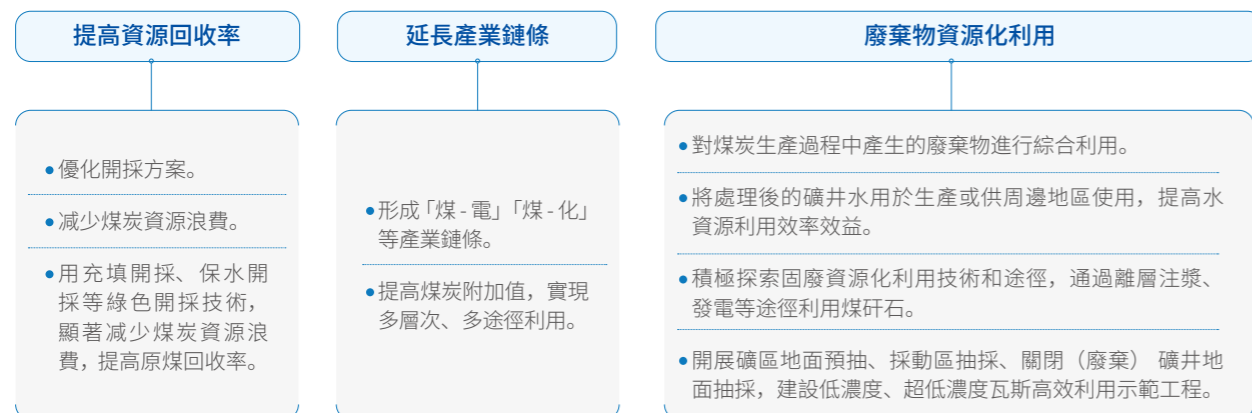 提高資源回收率
•優化開採方案。
•减少煤炭資源浪費。
•用充填開採、保水開
採等綠色開採技術，
顯著减少煤炭資源浪
費，提高原煤回收率。
延長產業鏈條
•形成「煤 - 電」「煤 - 化」
等產業鏈條。
•提高煤炭附加值，實現
多層次、多途徑利用。
廢棄物資源化利用
•對煤炭生產過程中產生的廢棄物進行綜合利用。
•將處理後的礦井水用於生產或供周邊地區使用，提高水
資源利用效率效益。
•積極探索固廢資源化利用技術和途徑，通過離層注漿、
發電等途徑利用煤矸石。
•開展礦區地面預抽、採動區抽採、關閉（廢棄） 礦井地
面抽採，建設低濃度、超低濃度瓦斯高效利用示範工程。